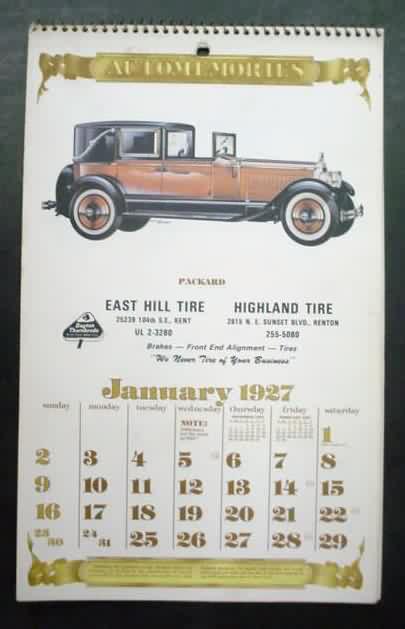 AUTOMEMORIES
PACKARD
EAST HILL TIRE
25239 104th S.E., KENT
UL 2-3280
HIGHLAND TIRE
2815 N. E. SUNSET BLVD., RENTON
255-5080
Dayton
Thorobred
Brakes — Front End Alignment — Tires
"We Never Tire of Your Business"
January 1927
sunday monday tuesday wednesday thursday friday saturday
NOTE:
1
2 3 4 5 6 7 8
9 10 11 12 13 14 15
16 17 18 19 20 21 22
23/30 24/31 25 26 27 28 29